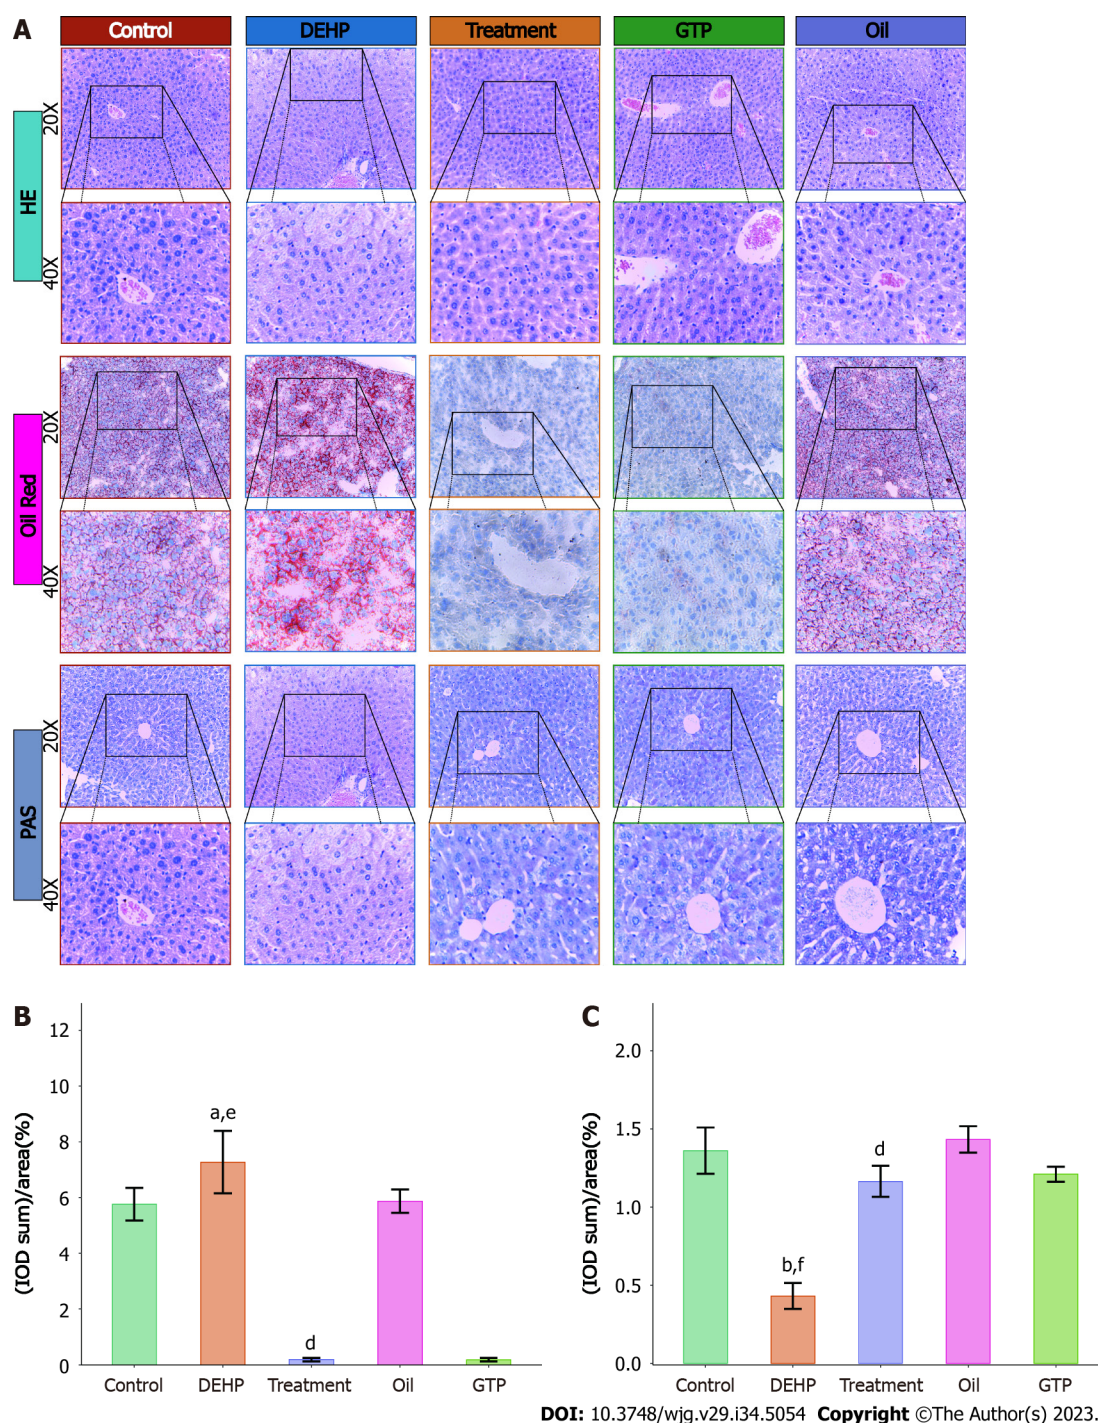 A
Control DEHP Treatment GTP Oil
HE
20X
40X
Oil Red
20X
40X
PAS
20X
40X
B
(IOD sum)/area(%)
12
10
8
6
4
2
0
a,e
d
Control DEHP Treatment Oil GTP
C
(IOD sum)/area(%)
2.0
1.5
1.0
0.5
0.0
b,f
d
Control DEHP Treatment Oil GTP
DOI: 10.3748/wjg.v29.i34.5054 Copyright ©The Author(s) 2023.